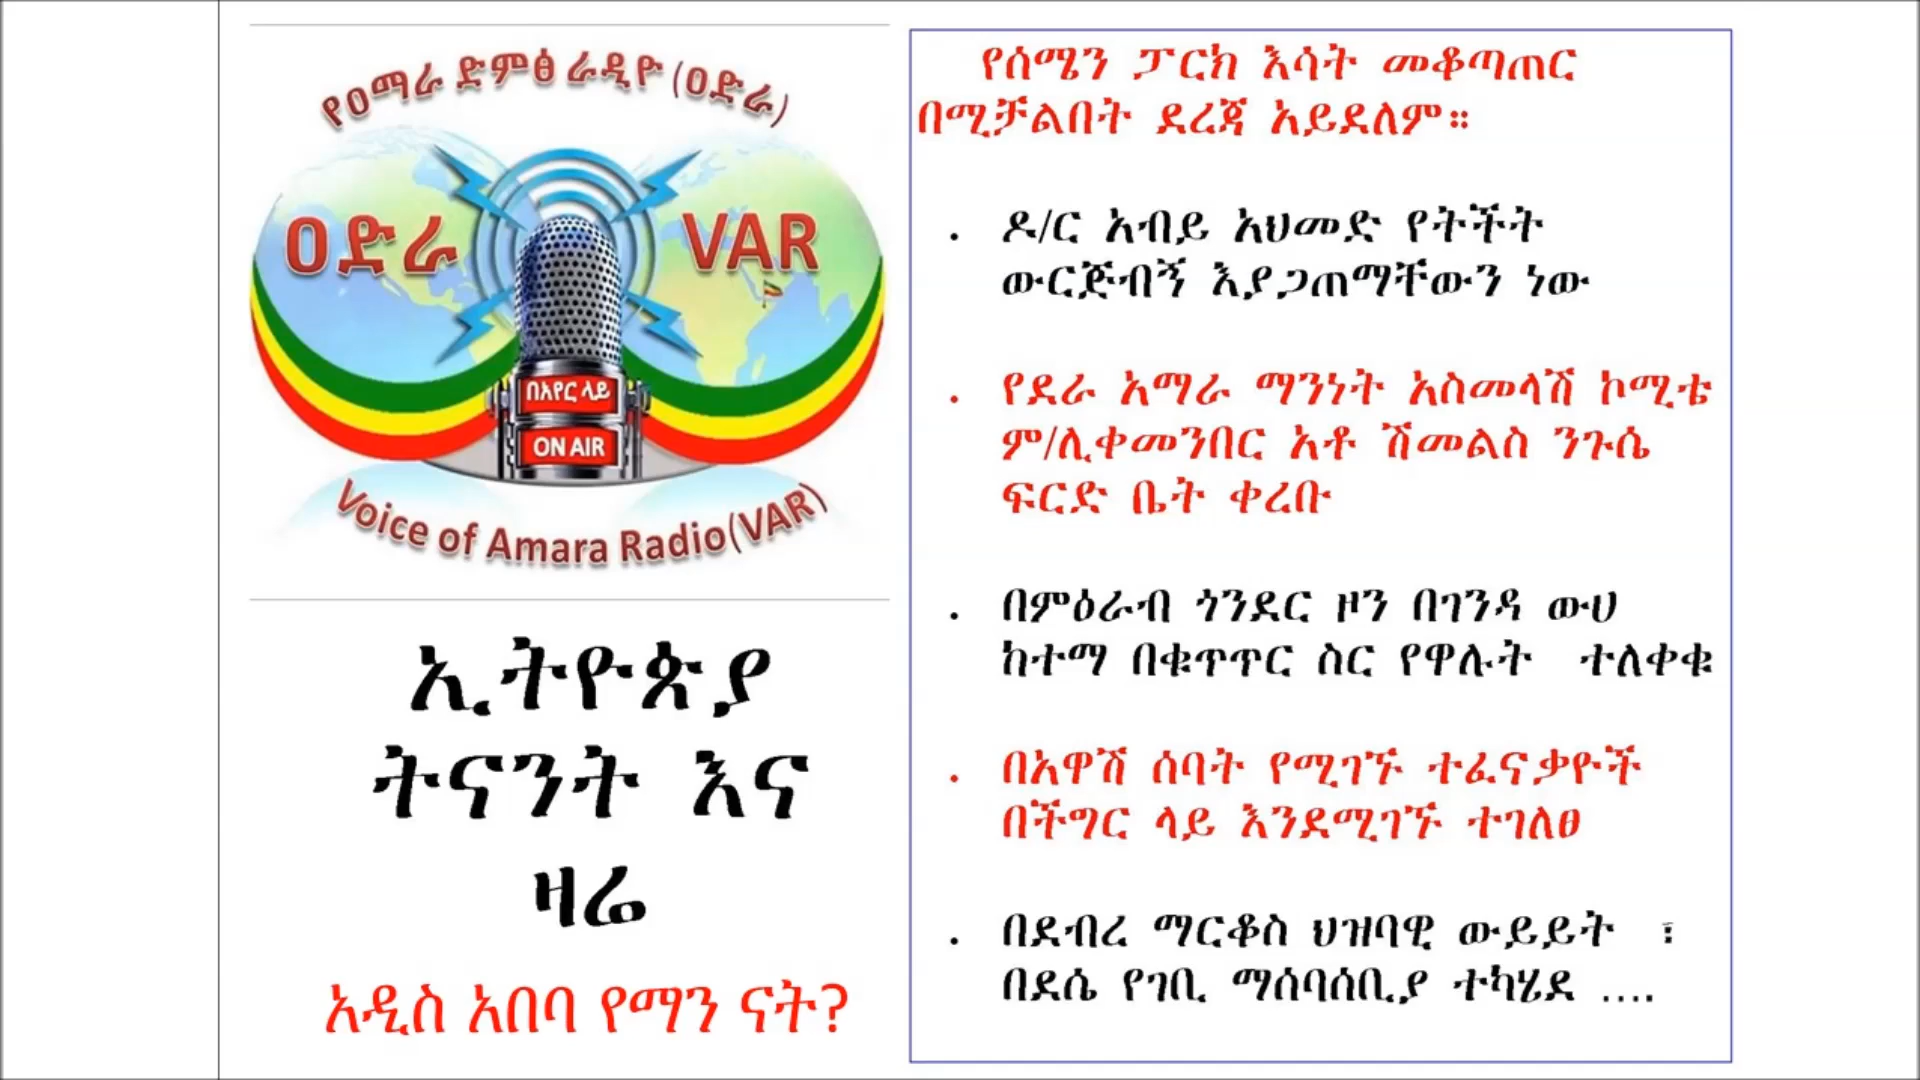 የዐማራ ድምፅ ራዲዮ (ዐድራ)
ዐድራ
VAR
በአየር ላይ
ON AIR
Voice of Amara Radio(VAR)
ኢትዮጵያ
ትናንት እና
ዛሬ
አዲስ አበባ የማን ናት?
የሰሜን ፓርክ እሳት መቆጣጠር
በሚቻልበት ደረጃ አይደለም።
. ዶ/ር አብይ አህመድ የትችት
ውርጅብኝ እያጋጠማቸውን ነው
. የደራ አማራ ማንነት አስመላሽ ኮሚቴ
ም/ሊቀመንበር አቶ ሽመልስ ንጉሴ
ፍርድ ቤት ቀረቡ
. በምዕራብ ጎንደር ዞን በገንዳ ውሀ
ከተማ በቁጥጥር ስር የዋሉት ተለቀቁ
. በአዋሽ ሰባት የሚገኙ ተፈናቃዮች
በችግር ላይ እንደሚገኙ ተገለፀ
. በደብረ ማርቆስ ህዝባዊ ውይይት ፣
በደሴ የገቢ ማሰባሰቢያ ተካሄደ ....